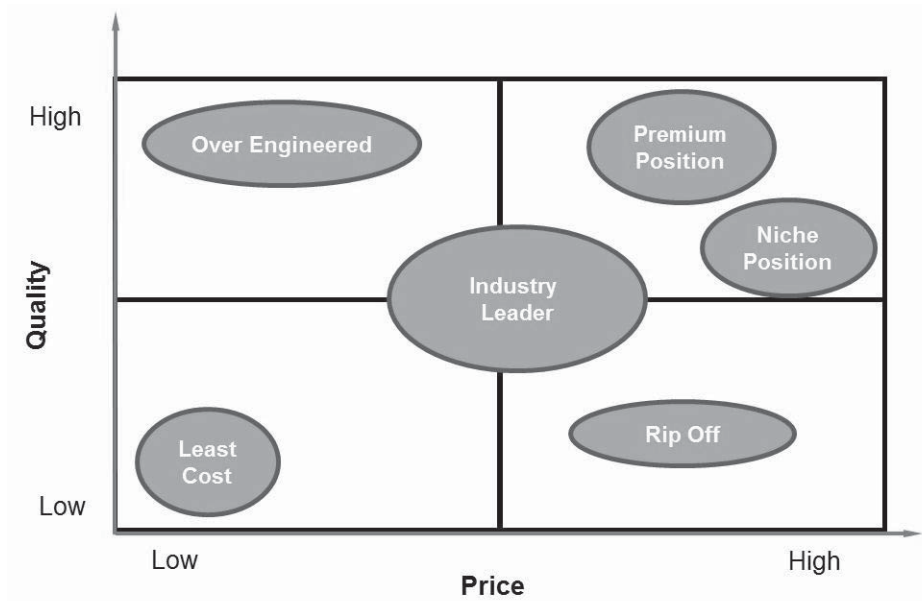 High
Over Engineered
Premium
Position
Niche
Position
Quality
Industry
Leader
Least
Cost
Rip Off
Low
Low
High
Price